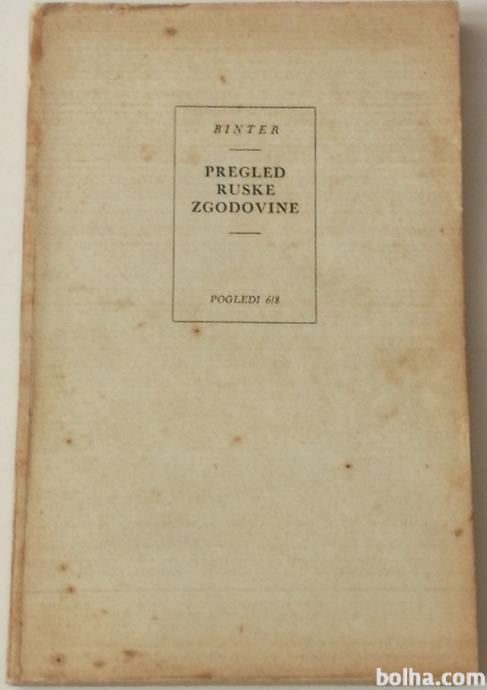 BINTER
PREGLED
RUSKE
ZGODOVINE
POGLEDI 6/8
bolha.com